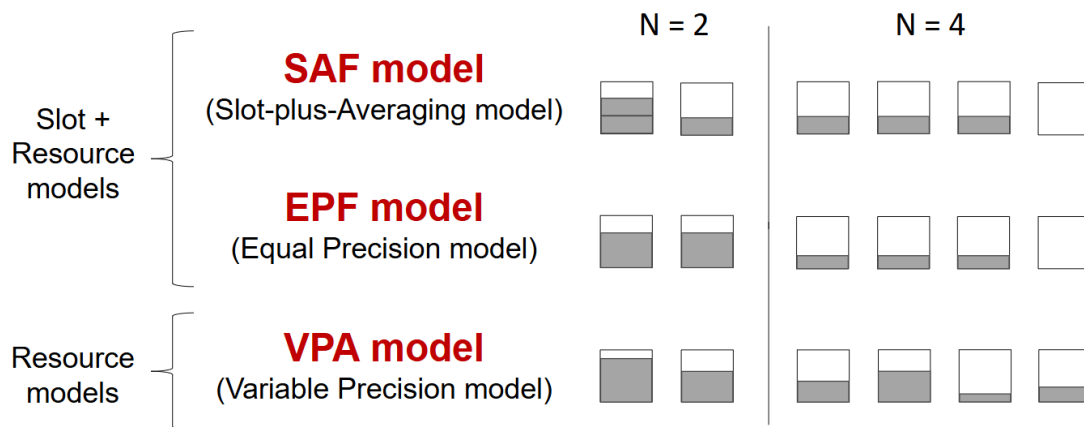 N = 2
N = 4
SAF model
(Slot-plus-Averaging model)
Slot +
Resource
models
EPF model
(Equal Precision model)
VPA model
(Variable Precision model)
Resource
models